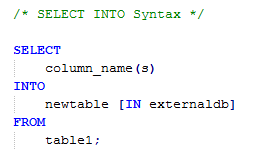 /* SELECT INTO Syntax */
SELECT
column_name(s)
INTO
newtable [IN externaldb]
FROM
table1;